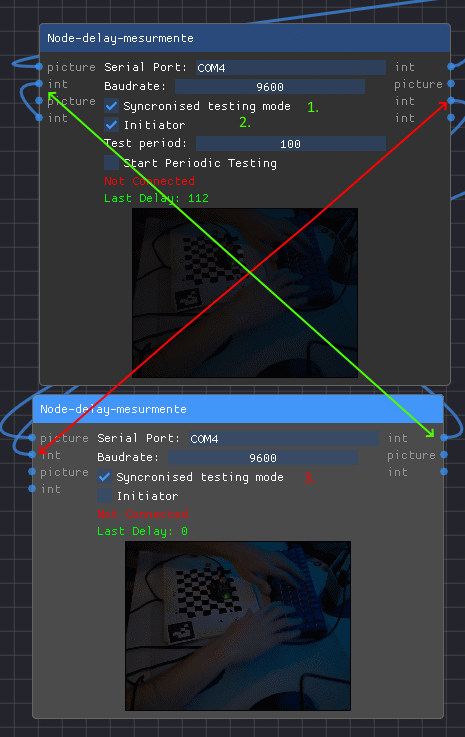 Node-delay-mesurmente
picture Serial Port: COM4 int
int Baudrate: 9600 picture
picture Syncronised testing mode 1. int
int Initiator 2. int
Test period: 100
Start Periodic Testing
Not Connected
Last Delay: 112
Node-delay-mesurmente
picture Serial Port: COM4 int
int Baudrate: 9600 picture
picture Syncronised testing mode 3. int
int Initiator
Not Connected
Last Delay: 0